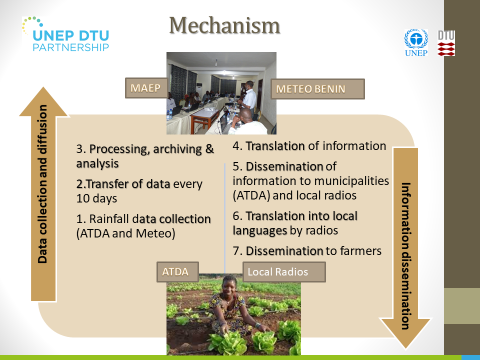 UNEP DTU
PARTNERSHIP
Mechanism
UNEP
DTU
MAEP
METEO BENIN
Data collection and diffusion
3. Processing, archiving &
analysis
2.Transfer of data every
10 days
1. Rainfall data collection
(ATDA and Meteo)
4. Translation of information
5. Dissemination of
information to municipalities
(ATDA) and local radios
6. Translation into local
languages by radios
7. Dissemination to farmers
Information dissemination
ATDA
Local Radios